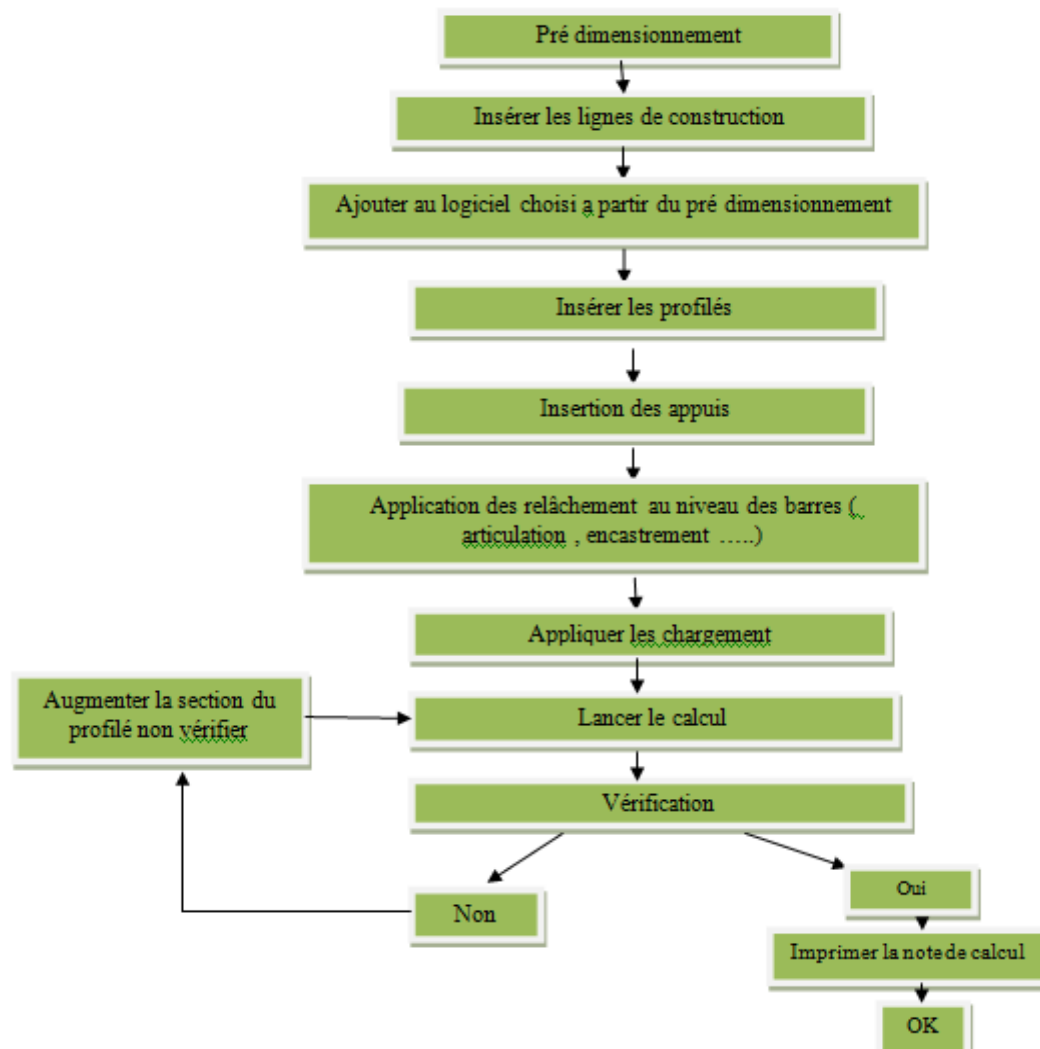 Pré dimensionnement
Insérer les lignes de construction
Ajouter au logiciel choisi a partir du pré dimensionnement
Insérer les profilés
Insertion des appuis
Application des relâchement au niveau des barres (
articulation , encastrement …..)
Appliquer les chargement
Augmenter la section du
profilé non vérifier
Lancer le calcul
Vérification
Non
Oui
Imprimer la note de calcul
OK